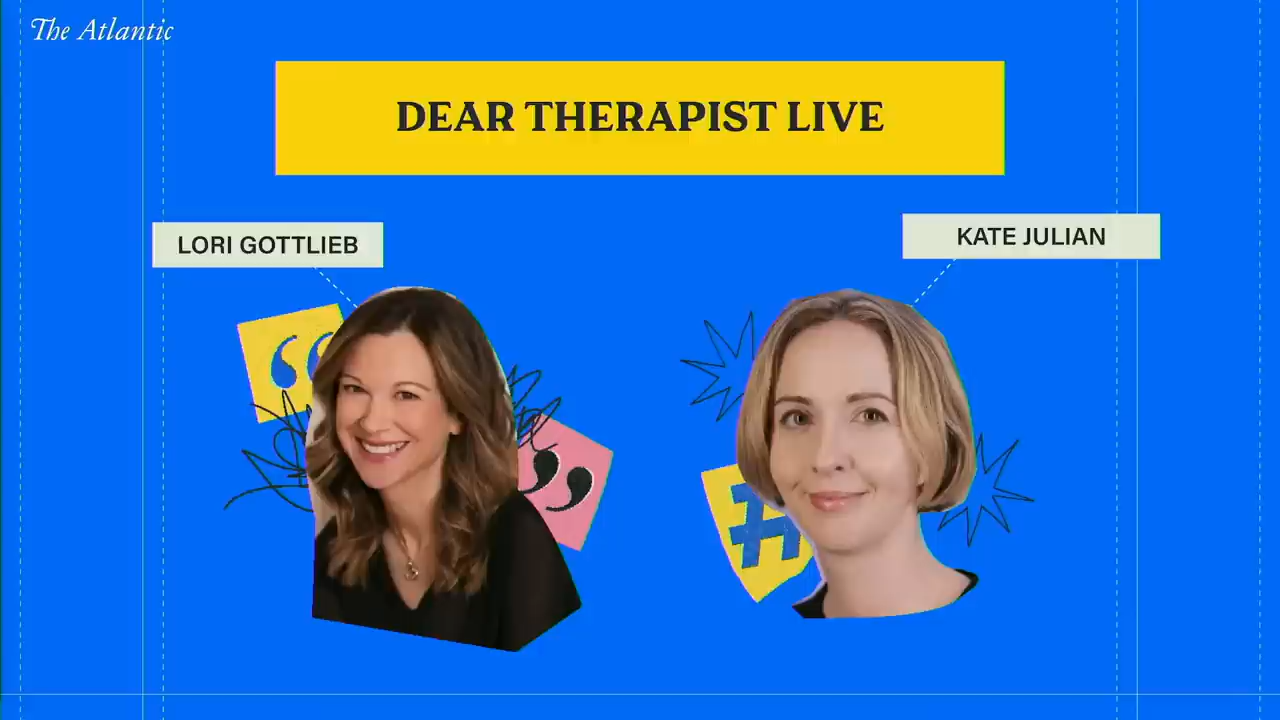 The Atlantic
DEAR THERAPIST LIVE
LORI GOTTLIEB
KATE JULIAN
“
”
#